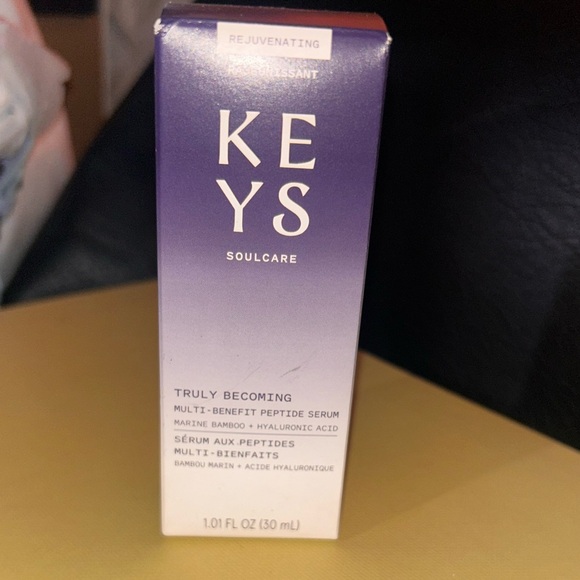 REJUVENATING
KE
YS
SOULCARE
TRULY BECOMING
MULTI-BENEFIT PEPTIDE SERUM
MARINE BAMBOO + HYALURONIC ACID
SÉRUM AUX PEPTIDES
MULTI-BIENFAITS
BAMBOU MARIN + ACIDE HYALURONIQUE
1.01 FL OZ (30 mL)